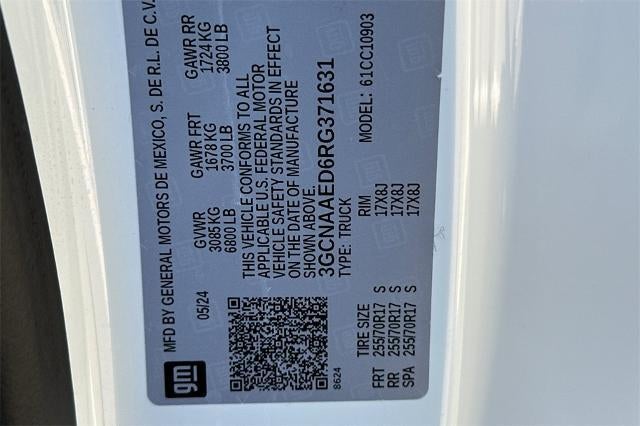 MFD BY GENERAL MOTORS DE MEXICO, S. DE R.L. DE C.V.
05/24
GVWR GAWR FRT GAWR RR
3085 KG 1678 KG 1724 KG
6800 LB 3700 LB 3800 LB
THIS VEHICLE CONFORMS TO ALL
APPLICABLE U.S. FEDERAL MOTOR
VEHICLE SAFETY STANDARDS IN EFFECT
ON THE DATE OF MANUFACTURE
SHOWN ABOVE.
3GCNAAED6RG371631
TYPE: TRUCK MODEL: 61CC10903
gm
8624
TIRE SIZE RIM
FRT 255/70R17 S 17X8J
RR 255/70R17 S 17X8J
SPA 255/70R17 S 17X8J